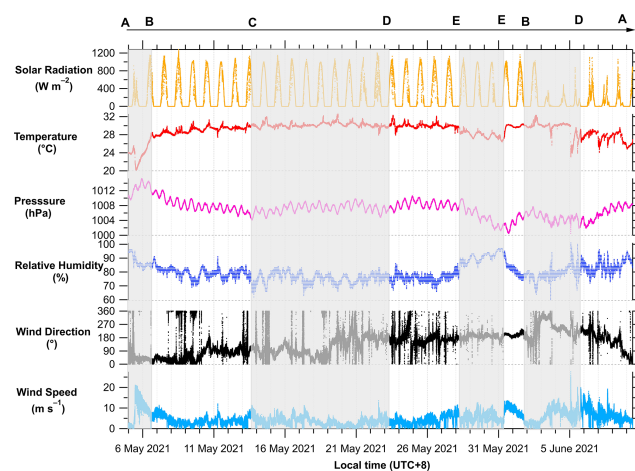 A B C D E E B D A
Solar Radiation
(W m⁻²)
1200
800
400
0
Temperature
(°C)
32
28
24
20
Presssure
(hPa)
1012
1008
1004
1000
Relative Humidity
(%)
100
90
80
70
60
Wind Direction
(°)
360
270
180
90
0
Wind Speed
(m s⁻¹)
20
10
0
6 May 2021 11 May 2021 16 May 2021 21 May 2021 26 May 2021 31 May 2021 5 June 2021
Local time (UTC+8)